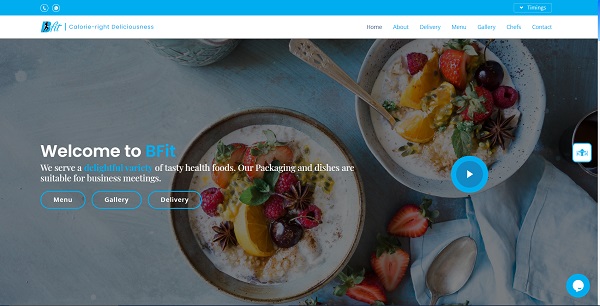 Timings
BFit | Calorie-right Deliciousness
Home About Delivery Menu Gallery Chefs Contact
Welcome to BFit
We serve a delightful variety of tasty health foods. Our Packaging and dishes are
suitable for business meetings.
Menu Gallery Delivery